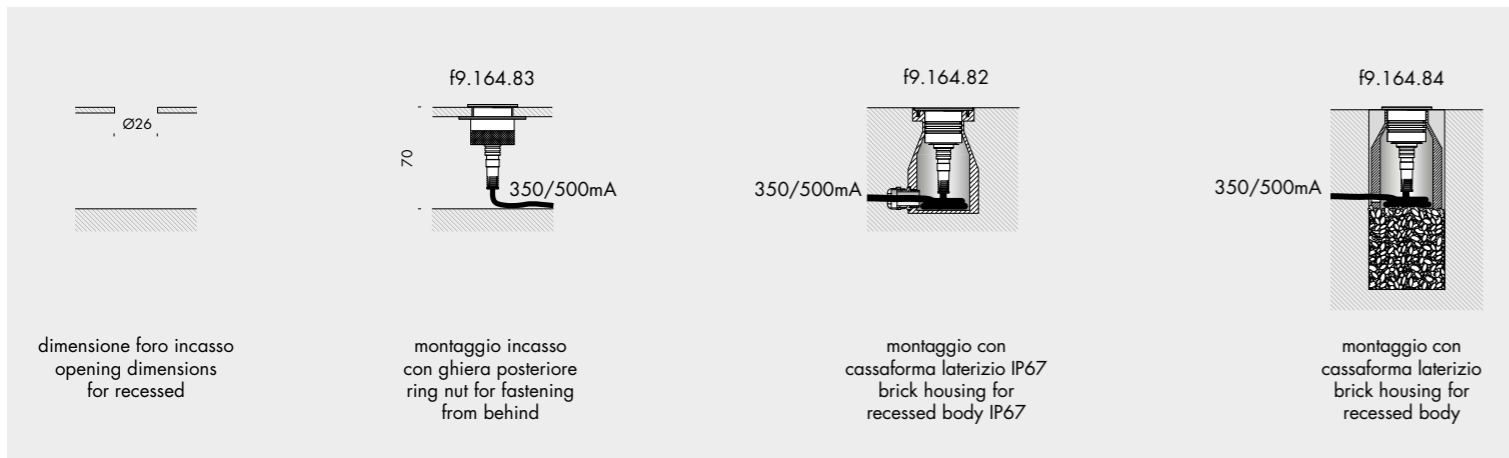 f9.164.83
f9.164.82
f9.164.84
Ø26
70
350/500mA
350/500mA
350/500mA
dimensione foro incasso
opening dimensions
for recessed
montaggio incasso
con ghiera posteriore
ring nut for fastening
from behind
montaggio con
cassaforma laterizio IP67
brick housing for
recessed body IP67
montaggio con
cassaforma laterizio
brick housing for
recessed body